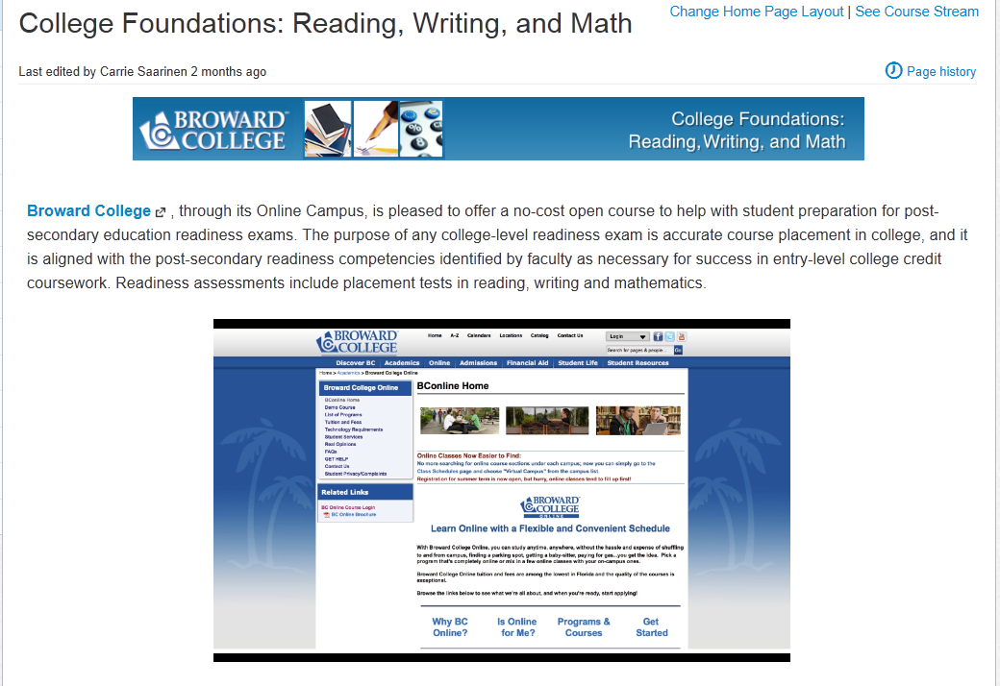 College Foundations: Reading, Writing, and Math
Change Home Page Layout | See Course Stream
Last edited by Carrie Saarinen 2 months ago
Page history
BROWARD
COLLEGE
College Foundations:
Reading, Writing, and Math
Broward College , through its Online Campus, is pleased to offer a no-cost open course to help with student preparation for post-
secondary education readiness exams. The purpose of any college-level readiness exam is accurate course placement in college, and it
is aligned with the post-secondary readiness competencies identified by faculty as necessary for success in entry-level college credit
coursework. Readiness assessments include placement tests in reading, writing and mathematics.
BROWARD
COLLEGE
Home A-Z Calendars Locations Catalog Contact Us
Login
Search for pages & people... Go
Discover BC Academics Online Admissions Financial Aid Student Life Student Resources
Home > Academics > Broward College Online
Broward College Online
BConline Home
Demo Course
List of Programs
Tuition and Fees
Technology Requirements
Student Services
Real Opinions
FAQs
GET HELP
Contact Us
Student Privacy/Complaints
Related Links
BC Online Course Login
BC Online Brochure
BConline Home
Online Classes Now Easier to Find:
No more searching for online course sections under each campus; now you can simply go to the
Class Schedules page and choose "Virtual Campus" from the campus list.
Registration for summer term is now open, but hurry, online classes tend to fill up first!
BROWARD
COLLEGE
ONLINE
Learn Online with a Flexible and Convenient Schedule
With Broward College Online, you can study anytime, anywhere, without the hassle and expense of shuffling
to and from campus, finding a parking spot, getting a baby-sitter, paying for gas...you get the idea. Pick a
program that's completely online or mix in a few online classes with your on-campus ones.
Broward College Online tuition and fees are among the lowest in Florida and the quality of the courses is
exceptional.
Browse the links below to see what we're all about, and when you're ready, start applying!
Why BC
Online?
Is Online
for Me?
Programs &
Courses
Get
Started